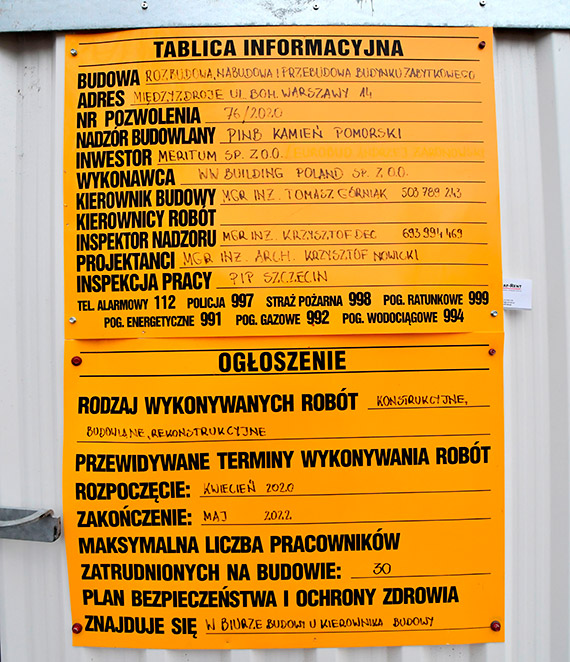 TABLICA INFORMACYJNA
BUDOWA ROZBUDOWA, NABUDOWA I PRZEBUDOWA BUDYNKU ZABYTKOWEGO
ADRES MIĘDZYZDROJE UL. BOH. WARSZAWY 14
NR POZWOLENIA 76/2020
NADZÓR BUDOWLANY PINB KAMIEŃ POMORSKI
INWESTOR MERITUM SP. Z O.O.
WYKONAWCA WW BUILDING POLAND SP. Z O.O.
KIEROWNIK BUDOWY MGR INŻ. TOMASZ GÓRNIAK 503 789 243
KIEROWNICY ROBÓT
INSPEKTOR NADZORU MGR INŻ. KRZYSZTOF DEC 693 994 469
PROJEKTANCI MGR INŻ. ARCH. KRZYSZTOF NOWICKI
INSPEKCJA PRACY PIP SZCZECIN
TEL. ALARMOWY 112 POLICJA 997 STRAŻ POŻARNA 998 POG. RATUNKOWE 999
POG. ENERGETYCZNE 991 POG. GAZOWE 992 POG. WODOCIĄGOWE 994
OGŁOSZENIE
RODZAJ WYKONYWANYCH ROBÓT KONSTRUKCYJNE,
BUDOWLANE, REKONSTRUKCYJNE
PRZEWIDYWANE TERMINY WYKONYWANIA ROBÓT
ROZPOCZĘCIE: KWIECIEŃ 2020
ZAKOŃCZENIE: MAJ 2022
MAKSYMALNA LICZBA PRACOWNIKÓW
ZATRUDNIONYCH NA BUDOWIE: 30
PLAN BEZPIECZEŃSTWA I OCHRONY ZDROWIA
ZNAJDUJE SIĘ W BIURZE BUDOWY U KIEROWNIKA BUDOWY